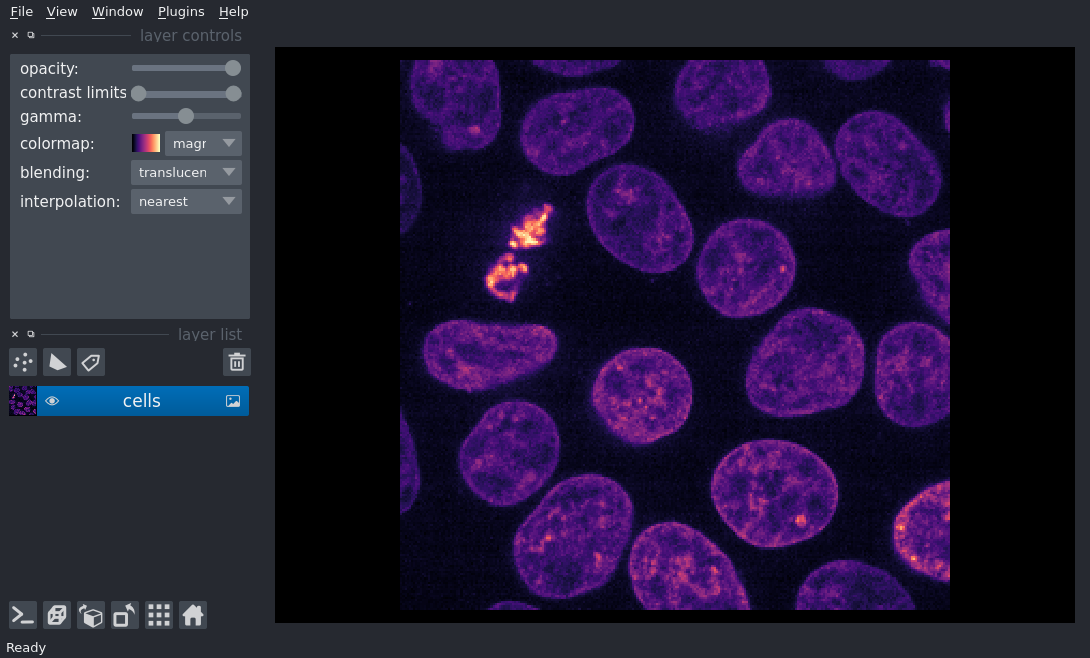 File View Window Plugins Help
layer controls
opacity:
contrast limits
gamma:
colormap: magr
blending: translucen
interpolation: nearest
layer list
cells
Ready